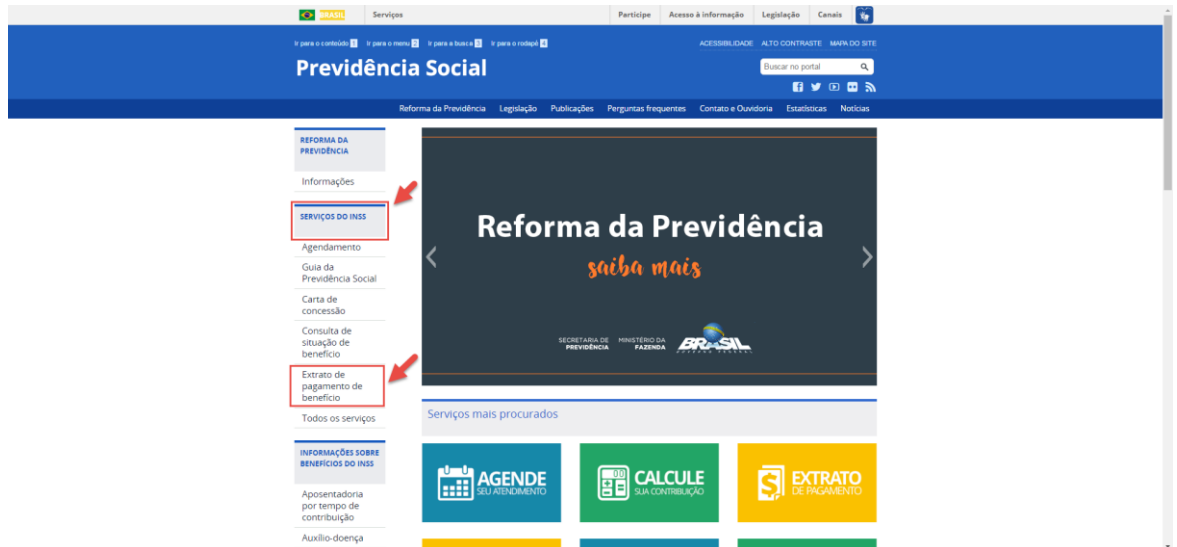 BRASIL Serviços Participe Acesso à informação Legislação Canais
Ir para o conteúdo 1 Ir para o menu 2 Ir para a busca 3 Ir para o rodapé 4 ACESSIBILIDADE ALTO CONTRASTE MAPA DO SITE
Previdência Social
Buscar no portal
Reforma da Previdência Legislação Publicações Perguntas frequentes Contato e Ouvidoria Estatísticas Notícias
REFORMA DA
PREVIDÊNCIA
Informações
SERVIÇOS DO INSS
Agendamento
Guia da
Previdência Social
Carta de
concessão
Consulta de
situação de
benefício
Extrato de
pagamento de
benefício
Todos os serviços
INFORMAÇÕES SOBRE
BENEFÍCIOS DO INSS
Aposentadoria
por tempo de
contribuição
Auxílio-doença
Reforma da Previdência
saiba mais
SECRETARIA DE
PREVIDÊNCIA
MINISTÉRIO DA
FAZENDA
BRASIL
GOVERNO FEDERAL
Serviços mais procurados
AGENDE
SEU ATENDIMENTO
CALCULE
SUA CONTRIBUIÇÃO
EXTRATO
DE PAGAMENTO